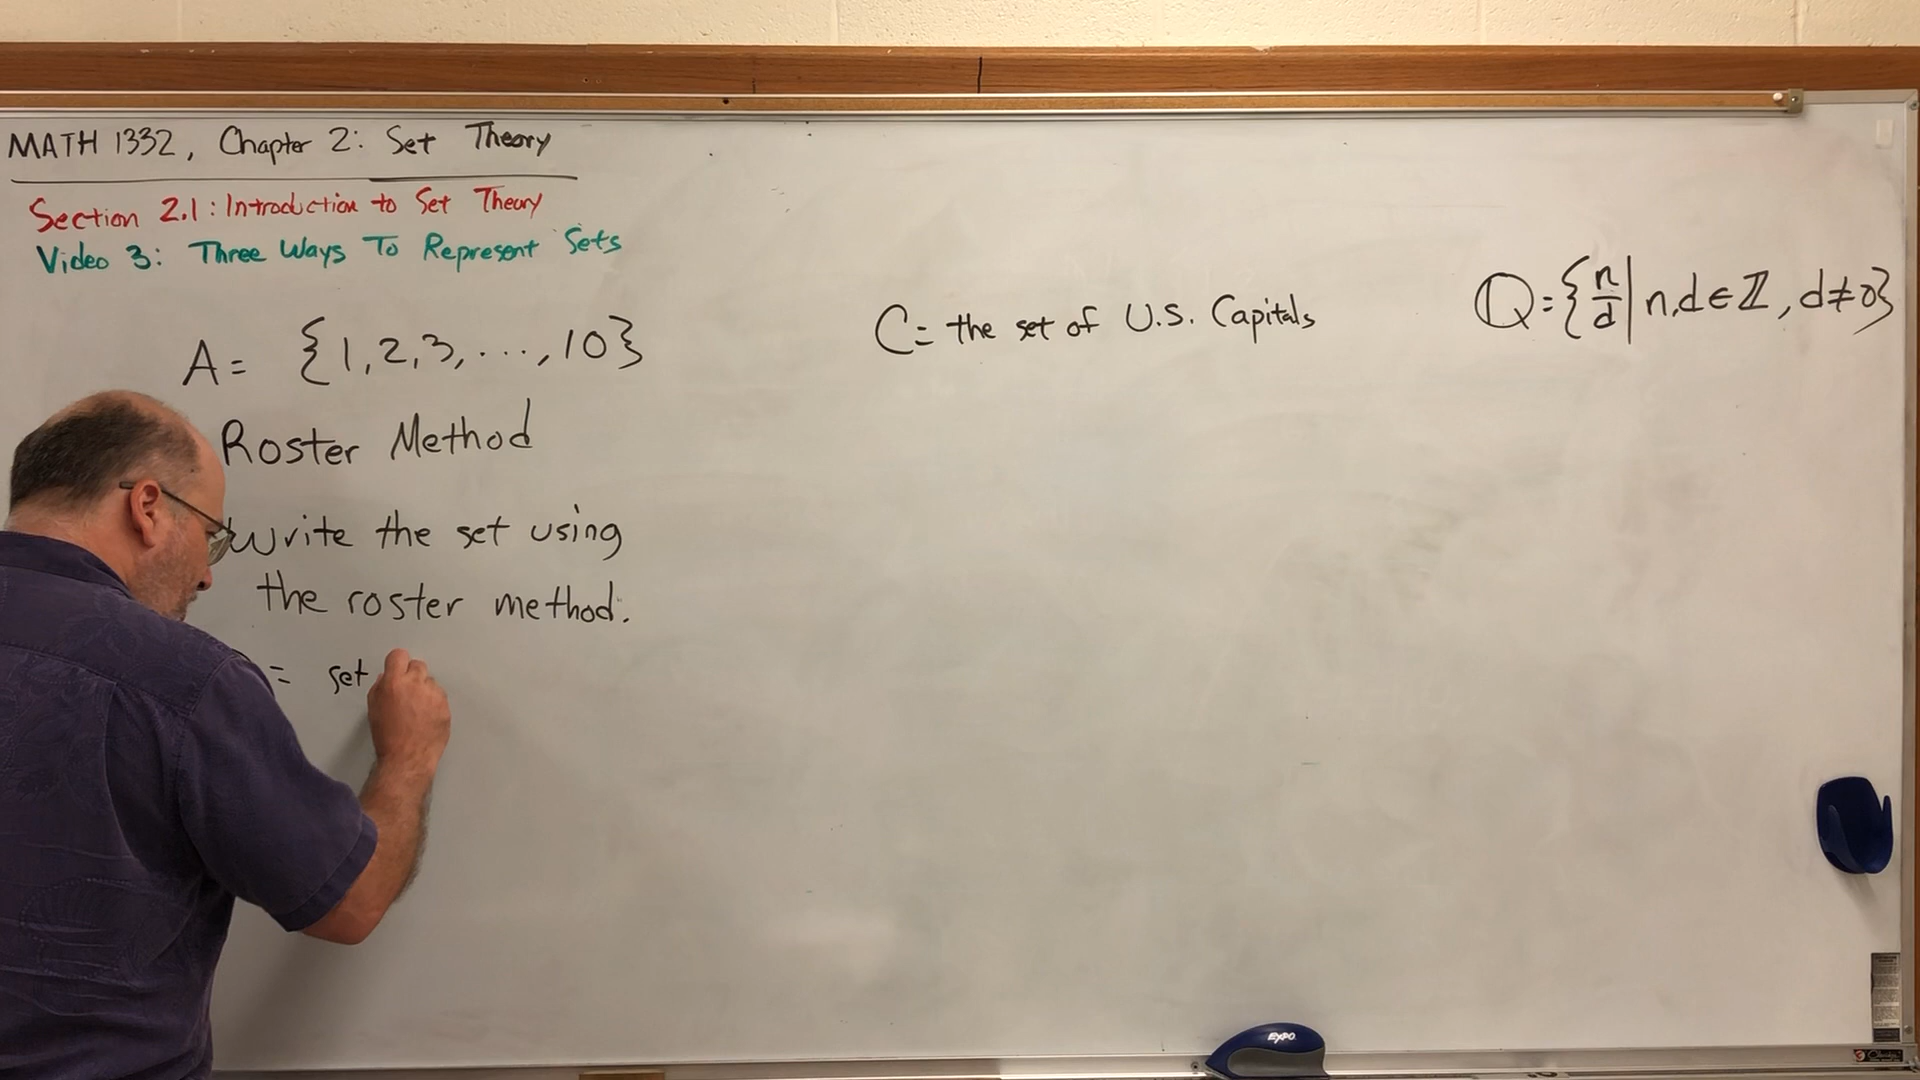 MATH 1332, Chapter 2: Set Theory
Section 2.1: Introduction to Set Theory
Video 3: Three Ways To Represent Sets
A = {1,2,3,...,10}
Roster Method
Write the set using
the roster method.
= set
C = the set of U.S. Capitals
ℚ = {n/d | n,d ∈ ℤ, d ≠ 0}
EXPO